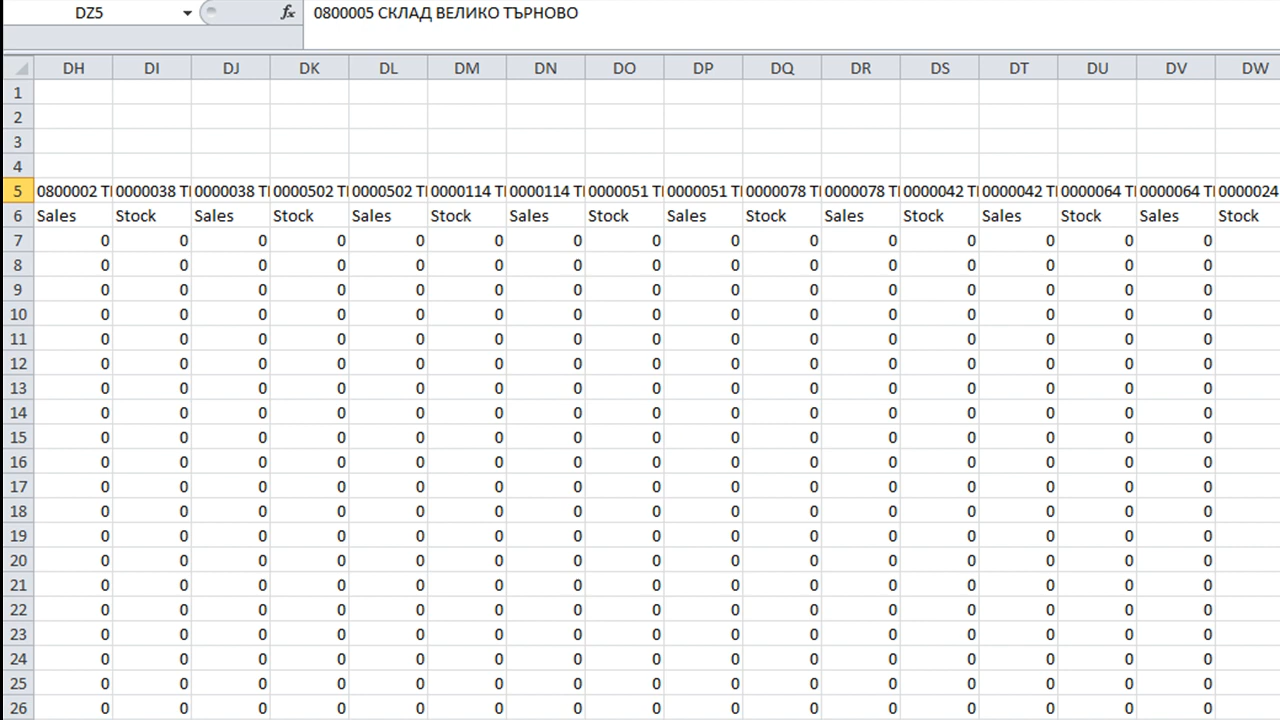 DZ5 fx 0800005 СКЛАД ВЕЛИКО ТЪРНОВО
DH DI DJ DK DL DM DN DO DP DQ DR DS DT DU DV DW
1
2
3
4
5 0800002 0000038 0000038 0000502 0000502 0000114 0000114 0000051 0000051 0000078 0000078 0000042 0000042 0000064 0000064 0000024
6 Sales Stock Sales Stock Sales Stock Sales Stock Sales Stock Sales Stock Sales Stock Sales Stock
7 0 0 0 0 0 0 0 0 0 0 0 0 0 0 0
8 0 0 0 0 0 0 0 0 0 0 0 0 0 0 0
9 0 0 0 0 0 0 0 0 0 0 0 0 0 0 0
10 0 0 0 0 0 0 0 0 0 0 0 0 0 0 0
11 0 0 0 0 0 0 0 0 0 0 0 0 0 0 0
12 0 0 0 0 0 0 0 0 0 0 0 0 0 0 0
13 0 0 0 0 0 0 0 0 0 0 0 0 0 0 0
14 0 0 0 0 0 0 0 0 0 0 0 0 0 0 0
15 0 0 0 0 0 0 0 0 0 0 0 0 0 0 0
16 0 0 0 0 0 0 0 0 0 0 0 0 0 0 0
17 0 0 0 0 0 0 0 0 0 0 0 0 0 0 0
18 0 0 0 0 0 0 0 0 0 0 0 0 0 0 0
19 0 0 0 0 0 0 0 0 0 0 0 0 0 0 0
20 0 0 0 0 0 0 0 0 0 0 0 0 0 0 0
21 0 0 0 0 0 0 0 0 0 0 0 0 0 0 0
22 0 0 0 0 0 0 0 0 0 0 0 0 0 0 0
23 0 0 0 0 0 0 0 0 0 0 0 0 0 0 0
24 0 0 0 0 0 0 0 0 0 0 0 0 0 0 0
25 0 0 0 0 0 0 0 0 0 0 0 0 0 0 0
26 0 0 0 0 0 0 0 0 0 0 0 0 0 0 0